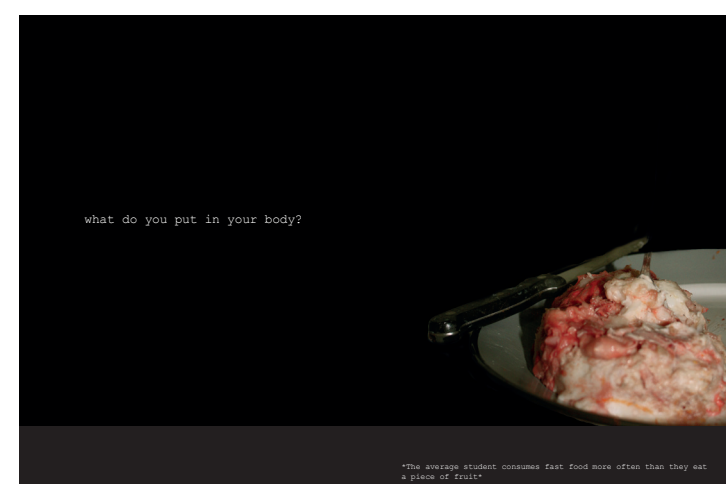 what do you put in your body?
*The average student consumes fast food more often than they eat
a piece of fruit*